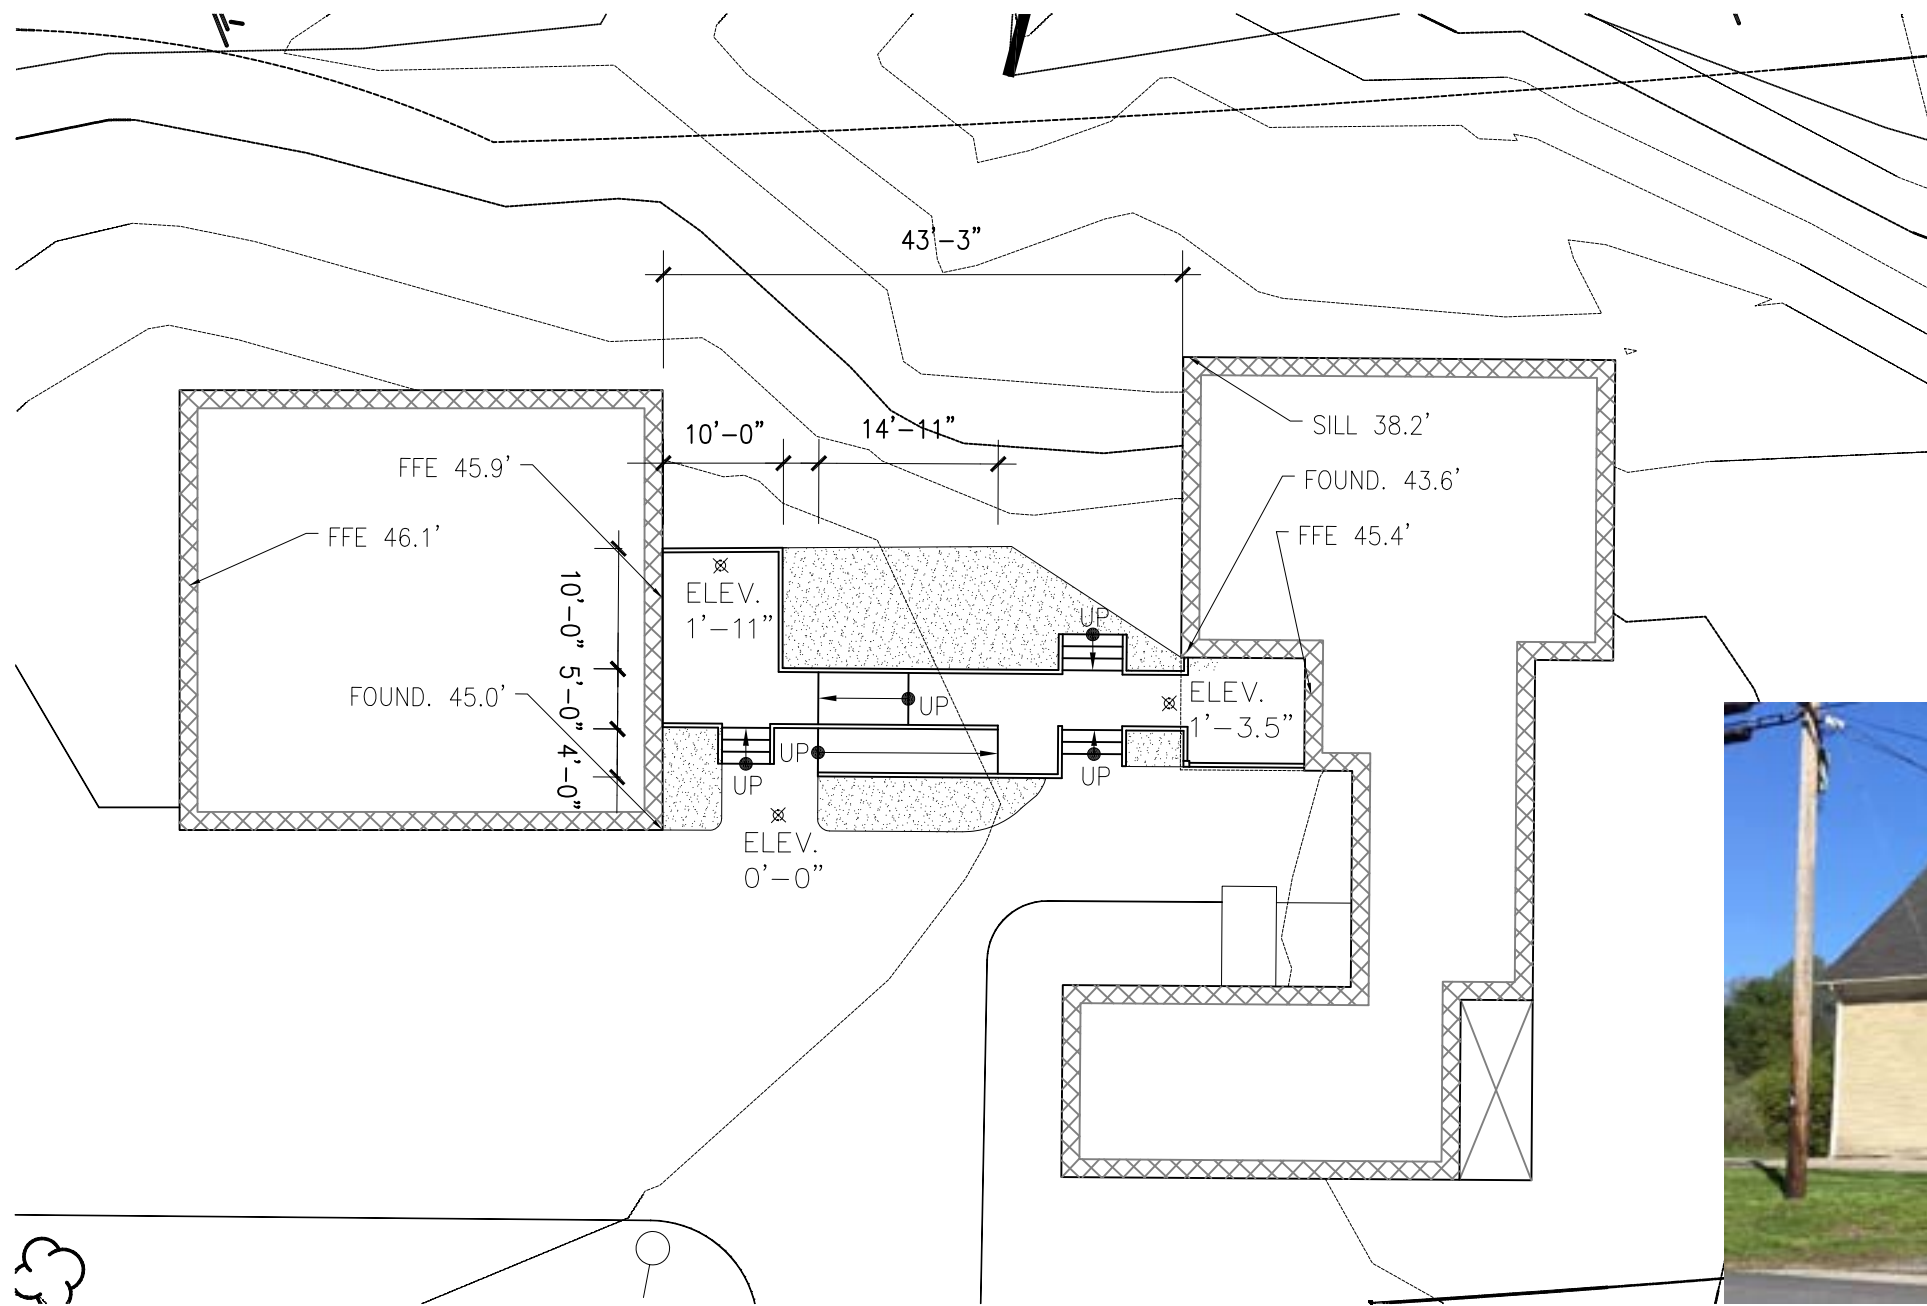 43'-3"
SILL 38.2'
10'-0"
14'-11"
FFE 45.9'
FOUND. 43.6'
FFE 46.1'
FFE 45.4'
ELEV.
1'-11"
10'-0"
UP
5'-0"
FOUND. 45.0'
UP
ELEV.
1'-3.5"
UP
4'-0"
UP
UP
ELEV.
0'-0"